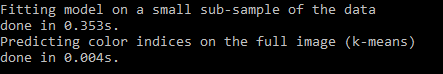 Fitting model on a small sub-sample of the data
done in 0.353s.
Predicting color indices on the full image (k-means)
done in 0.004s.